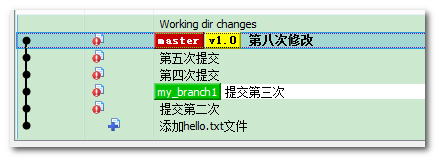 Working dir changes
master v1.0 第八次修改
第五次提交
第四次提交
my_branch1 提交第三次
提交第二次
添加hello.txt文件